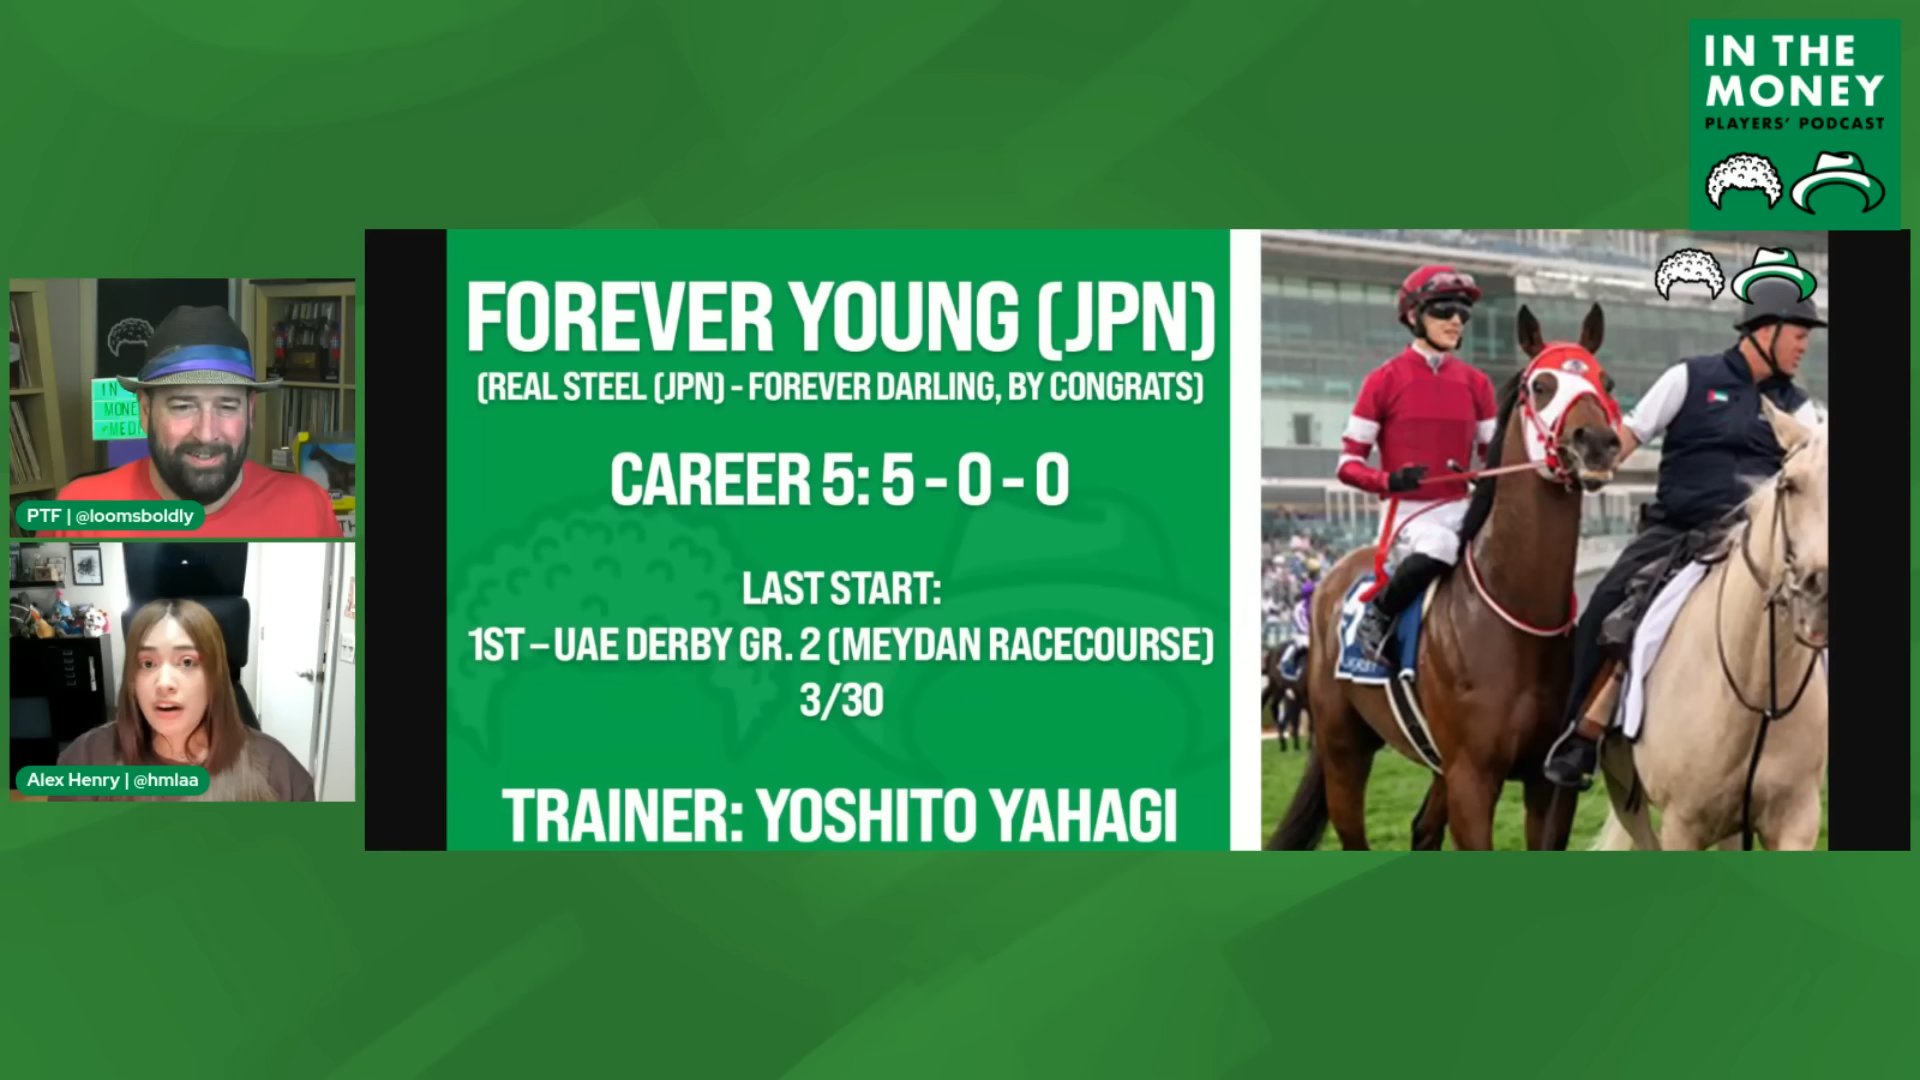 IN THE
MONEY
PLAYERS' PODCAST
FOREVER YOUNG (JPN)
(REAL STEEL (JPN) - FOREVER DARLING, BY CONGRATS)
CAREER 5: 5 - 0 - 0
LAST START:
1ST - UAE DERBY GR. 2 (MEYDAN RACECOURSE)
3/30
TRAINER: YOSHITO YAHAGI
IN
MONE
PTF | @loomsboldly
Alex Henry | @hmlaa